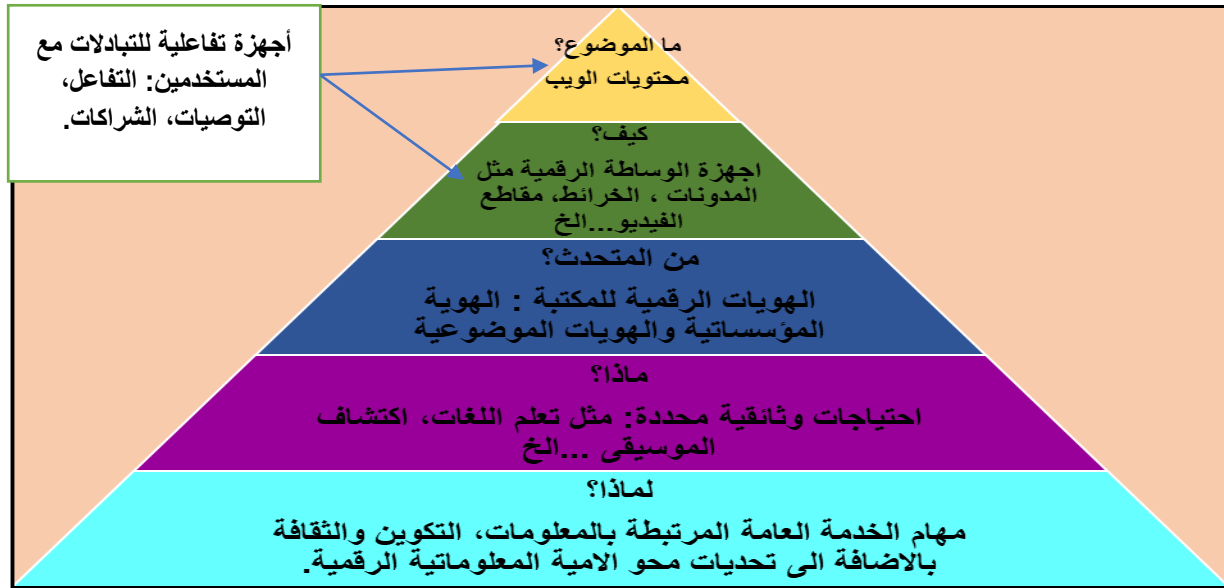 أجهزة تفاعلية للتبادلات مع
المستخدمين: التفاعل،
التوصيات، الشراكات.
ما الموضوع؟
محتويات الويب
كيف؟
اجهزة الوساطة الرقمية مثل
المدونات ، الخرائط، مقاطع
الفيديو...الخ
من المتحدث؟
الهويات الرقمية للمكتبة : الهوية
المؤسساتية والهويات الموضوعية
ماذا؟
احتياجات وثائقية محددة: مثل تعلم اللغات، اكتشاف
الموسيقى ...الخ
لماذا؟
مهام الخدمة العامة المرتبطة بالمعلومات، التكوين والثقافة
بالاضافة الى تحديات محو الامية المعلوماتية الرقمية.